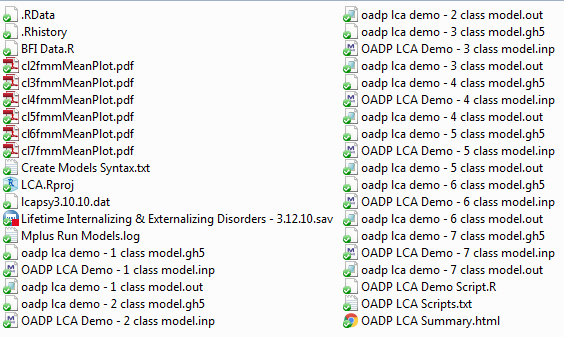 .RData
.Rhistory
BFI Data.R
cl2fmmMeanPlot.pdf
cl3fmmMeanPlot.pdf
cl4fmmMeanPlot.pdf
cl5fmmMeanPlot.pdf
cl6fmmMeanPlot.pdf
cl7fmmMeanPlot.pdf
Create Models Syntax.txt
LCA.Rproj
lcapsy3.10.10.dat
Lifetime Internalizing & Externalizing Disorders - 3.12.10.sav
Mplus Run Models.log
oadp lca demo - 1 class model.gh5
OADP LCA Demo - 1 class model.inp
oadp lca demo - 1 class model.out
oadp lca demo - 2 class model.gh5
OADP LCA Demo - 2 class model.inp
oadp lca demo - 2 class model.out
oadp lca demo - 3 class model.gh5
OADP LCA Demo - 3 class model.inp
oadp lca demo - 3 class model.out
oadp lca demo - 4 class model.gh5
OADP LCA Demo - 4 class model.inp
oadp lca demo - 4 class model.out
oadp lca demo - 5 class model.gh5
OADP LCA Demo - 5 class model.inp
oadp lca demo - 5 class model.out
oadp lca demo - 6 class model.gh5
OADP LCA Demo - 6 class model.inp
oadp lca demo - 6 class model.out
oadp lca demo - 7 class model.gh5
OADP LCA Demo - 7 class model.inp
oadp lca demo - 7 class model.out
OADP LCA Demo Script.R
OADP LCA Scripts.txt
OADP LCA Summary.html